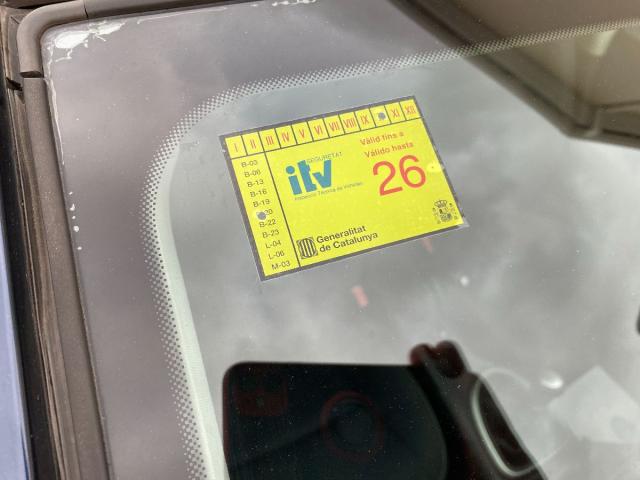 I II III IV V VI VII VIII IX XI XII
B-03
B-06
B-13
B-16
B-19
B-22
B-23
L-04
L-06
M-03
SEGURETAT
itv
Inspecció Tècnica de Vehicles
Vàlid fins a
Válido hasta
26
Generalitat
de Catalunya